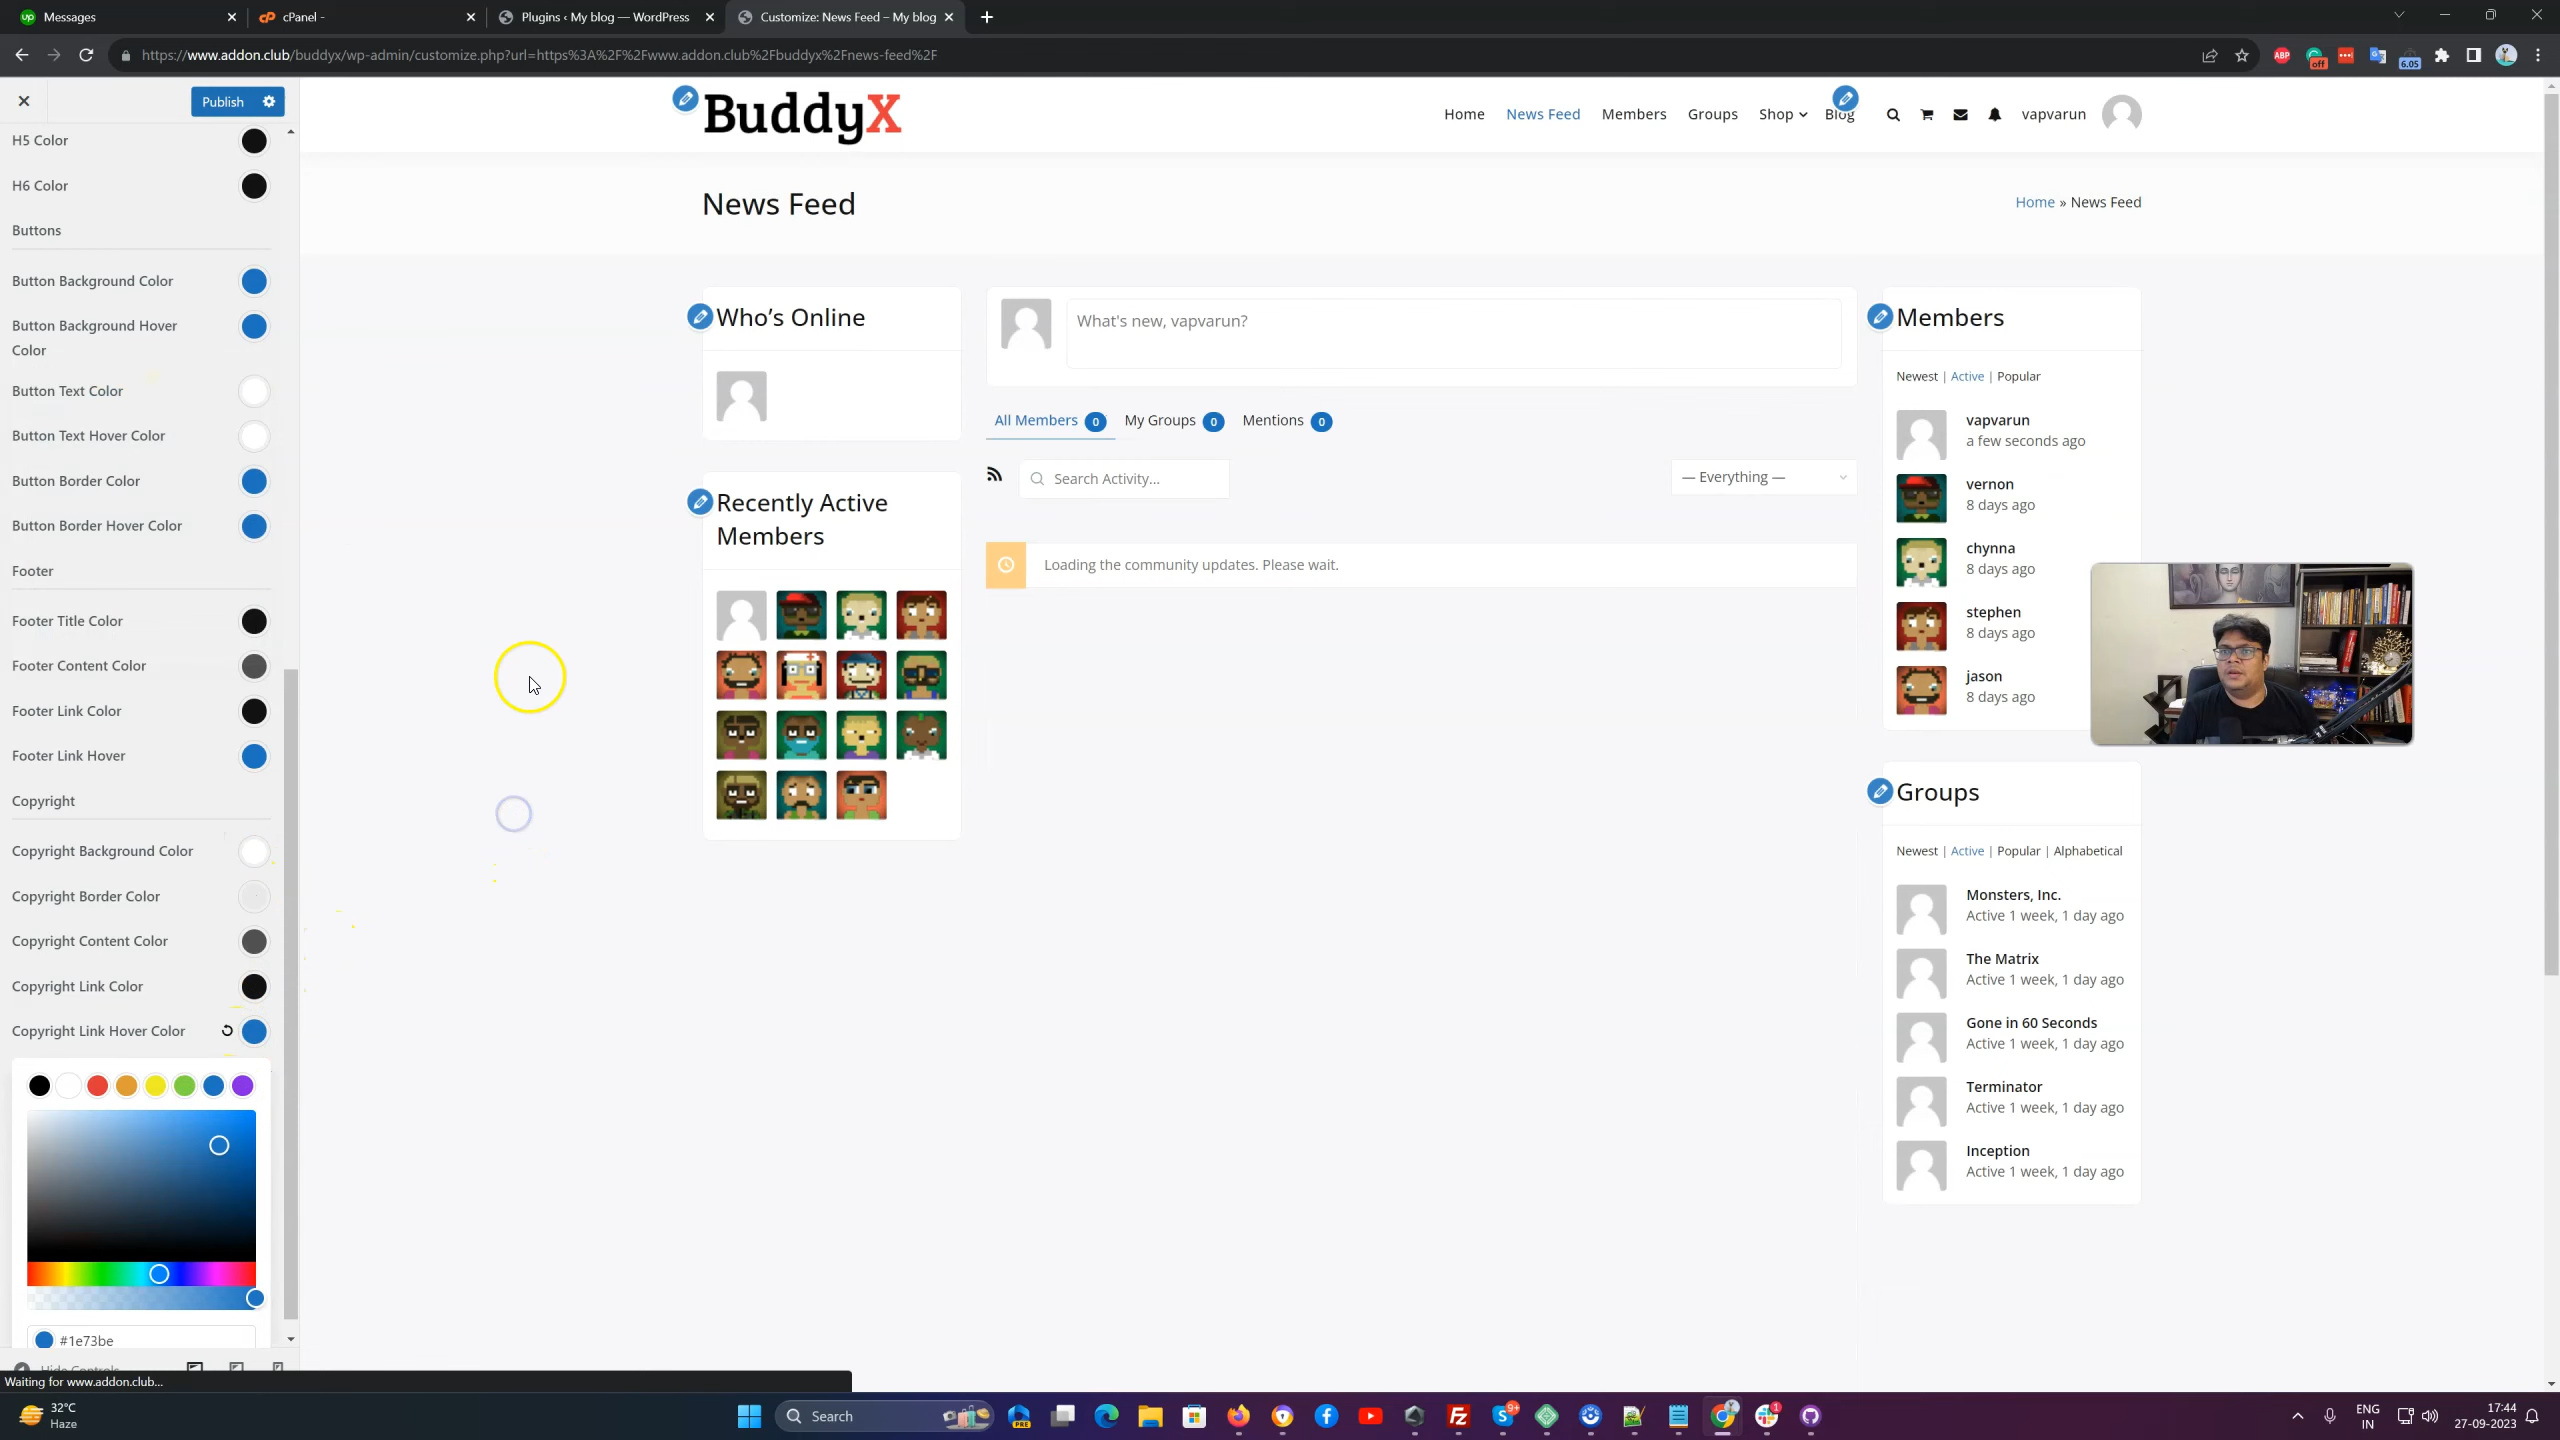 Messages
cPanel -
Plugins ‹ My blog — WordPress
Customize: News Feed – My blog
https://www.addon.club/buddyx/wp-admin/customize.php?url=https%3A%2F%2Fwww.addon.club%2Fbuddyx%2Fnews-feed%2F
ABP
off
6.05
Publish
H5 Color
H6 Color
Buttons
Button Background Color
Button Background Hover
Color
Button Text Color
Button Text Hover Color
Button Border Color
Button Border Hover Color
Footer
Footer Title Color
Footer Content Color
Footer Link Color
Footer Link Hover
Copyright
Copyright Background Color
Copyright Border Color
Copyright Content Color
Copyright Link Color
Copyright Link Hover Color
#1e73be
Hide Controls
Waiting for www.addon.club...
BuddyX
Home News Feed Members Groups Shop Blog vapvarun
News Feed
Home » News Feed
Who's Online
Recently Active
Members
What's new, vapvarun?
All Members 0 My Groups 0 Mentions 0
Search Activity...
— Everything —
Loading the community updates. Please wait.
Members
Newest | Active | Popular
vapvarun
a few seconds ago
vernon
8 days ago
chynna
8 days ago
stephen
8 days ago
jason
8 days ago
Groups
Newest | Active | Popular | Alphabetical
Monsters, Inc.
Active 1 week, 1 day ago
The Matrix
Active 1 week, 1 day ago
Gone in 60 Seconds
Active 1 week, 1 day ago
Terminator
Active 1 week, 1 day ago
Inception
Active 1 week, 1 day ago
32°C
Haze
Search
PRE
9+
1
ENG
IN
17:44
27-09-2023